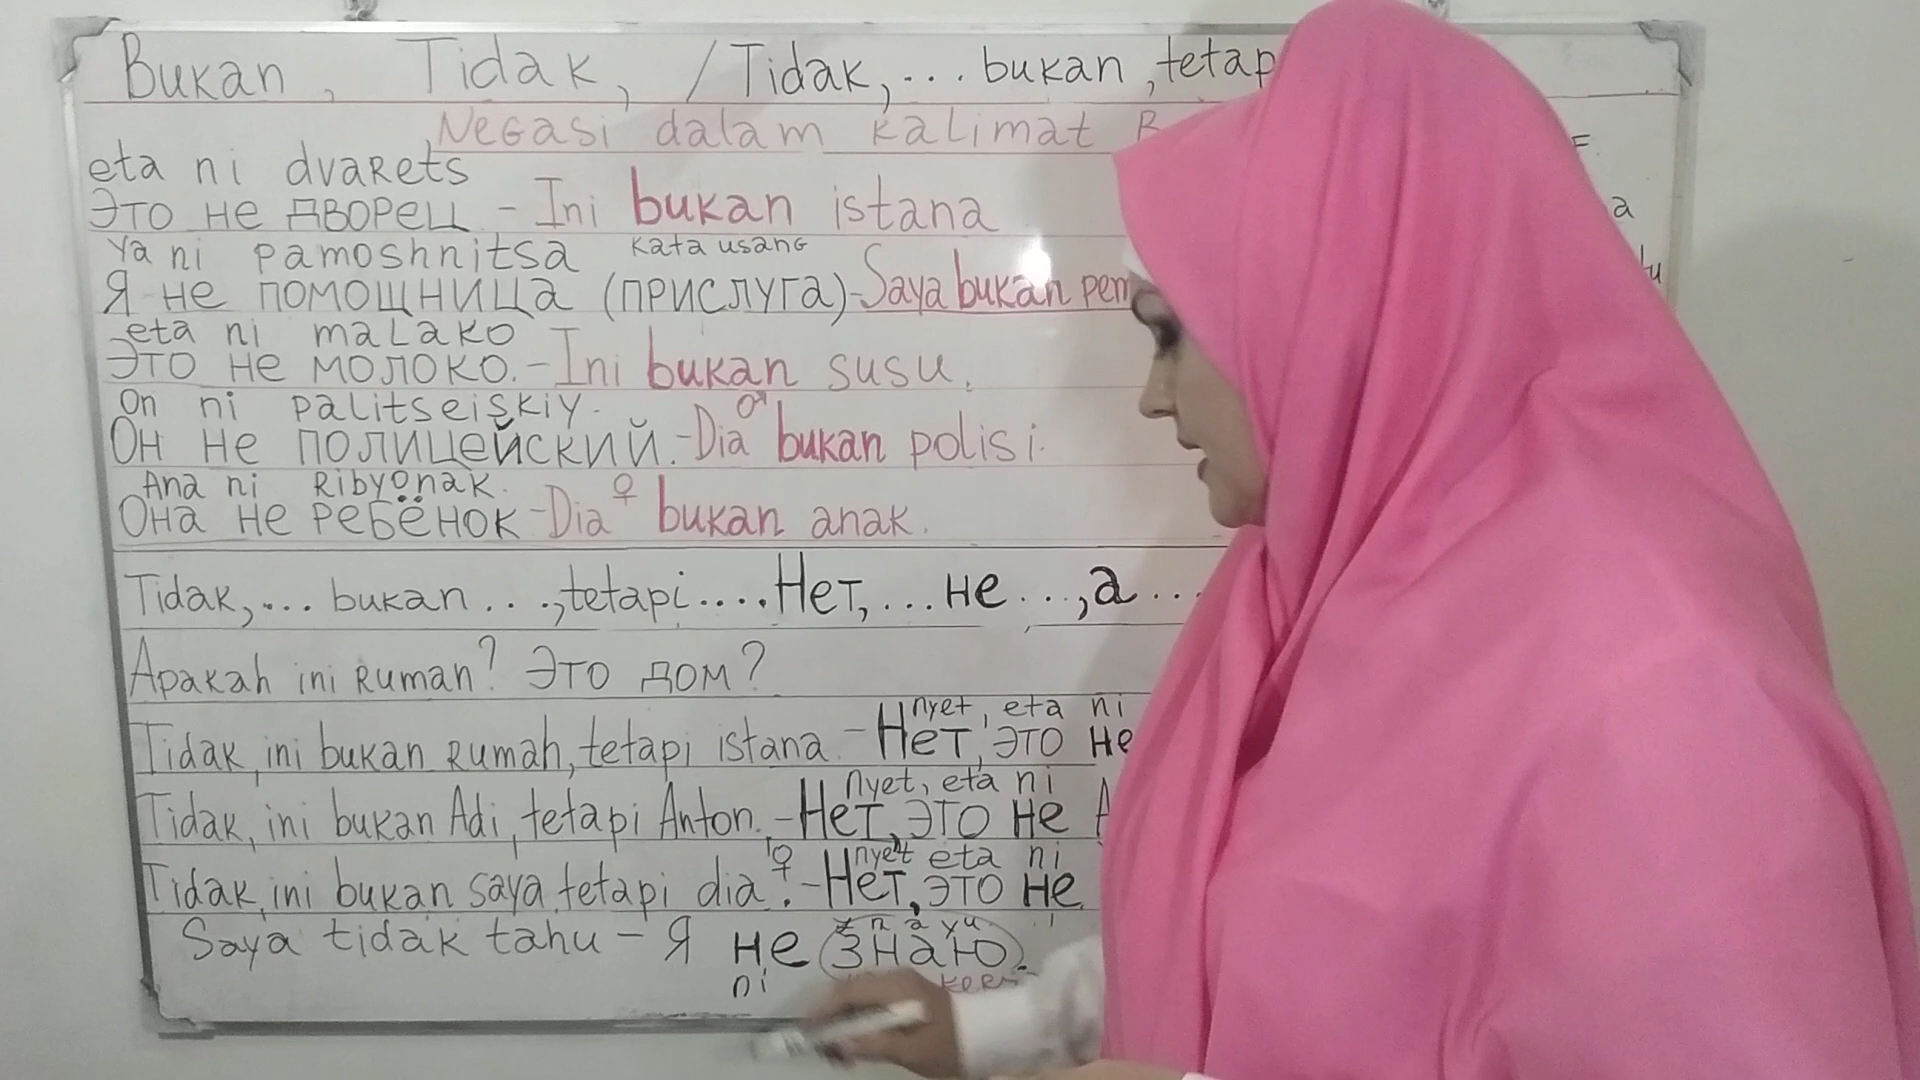 Bukan, Tidak, / Tidak, ... bukan, tetap
Negasi dalam kalimat B
eta ni dvarets
Это не дворец - Ini bukan istana
ya ni pamoshnitsa kata usang
Я не помощница (прислуга) - Saya bukan pem
eta ni malako
Это не молоко. - Ini bukan susu.
on ni palitseiskiy.
Он не полицейский. - Dia ♂ bukan polisi.
Ana ni Ribyonak.
Она не ребёнок - Dia ♀ bukan anak.
Tidak, ... bukan ..., tetapi .... Нет, ... не ..., а ...
Apakah ini Ruman? Это дом?
nyet, eta ni
Tidak, ini bukan Rumah, tetapi istana. - Нет, это не
nyet, eta ni
Tidak, ini bukan Adi, tetapi Anton. - Нет, это не А
nyet eta ni
Tidak, ini bukan saya, tetapi dia ♀. - Нет, это не
znayu
Saya tidak tahu - Я не знаю.
ni